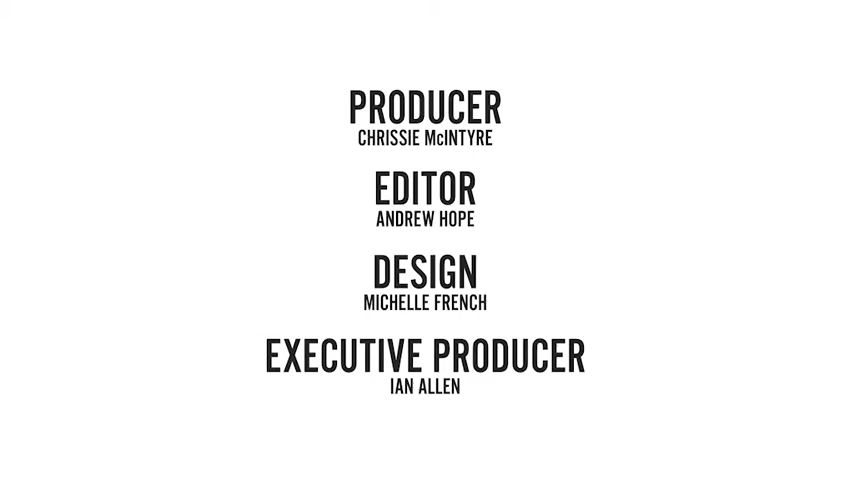 PRODUCER
CHRISSIE McINTYRE
EDITOR
ANDREW HOPE
DESIGN
MICHELLE FRENCH
EXECUTIVE PRODUCER
IAN ALLEN